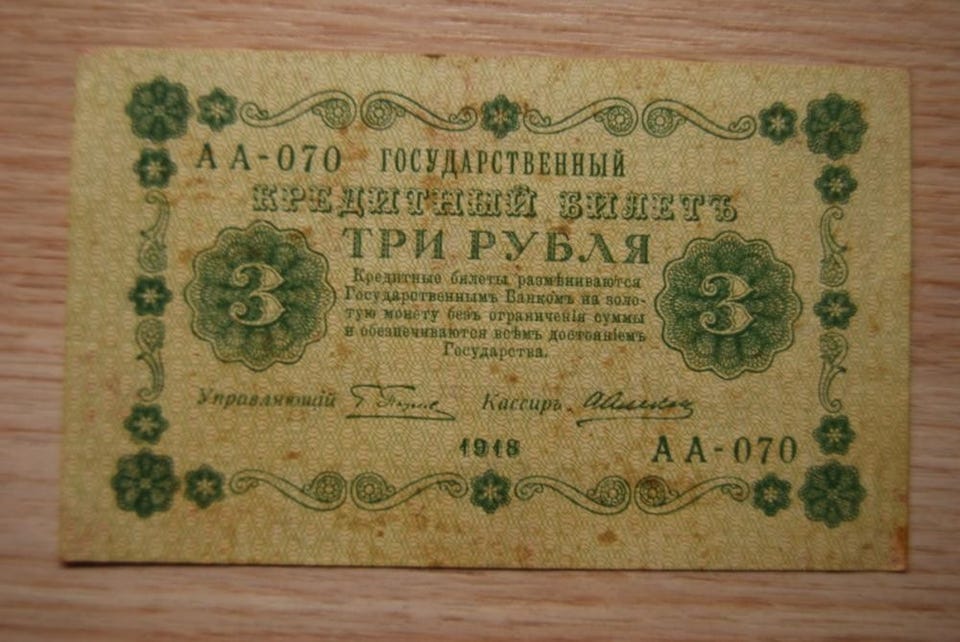 АА-070 ГОСУДАРСТВЕННЫЙ
КРЕДИТНЫЙ БИЛЕТЪ
ТРИ РУБЛЯ
3
Кредитные билеты размѣниваются
Государственнымъ Банкомъ на золо-
тую монету безъ ограниченія суммы
и обезпечиваются всѣмъ достояніемъ
Государства.
3
Управляющій
Кассиръ
1918
АА-070